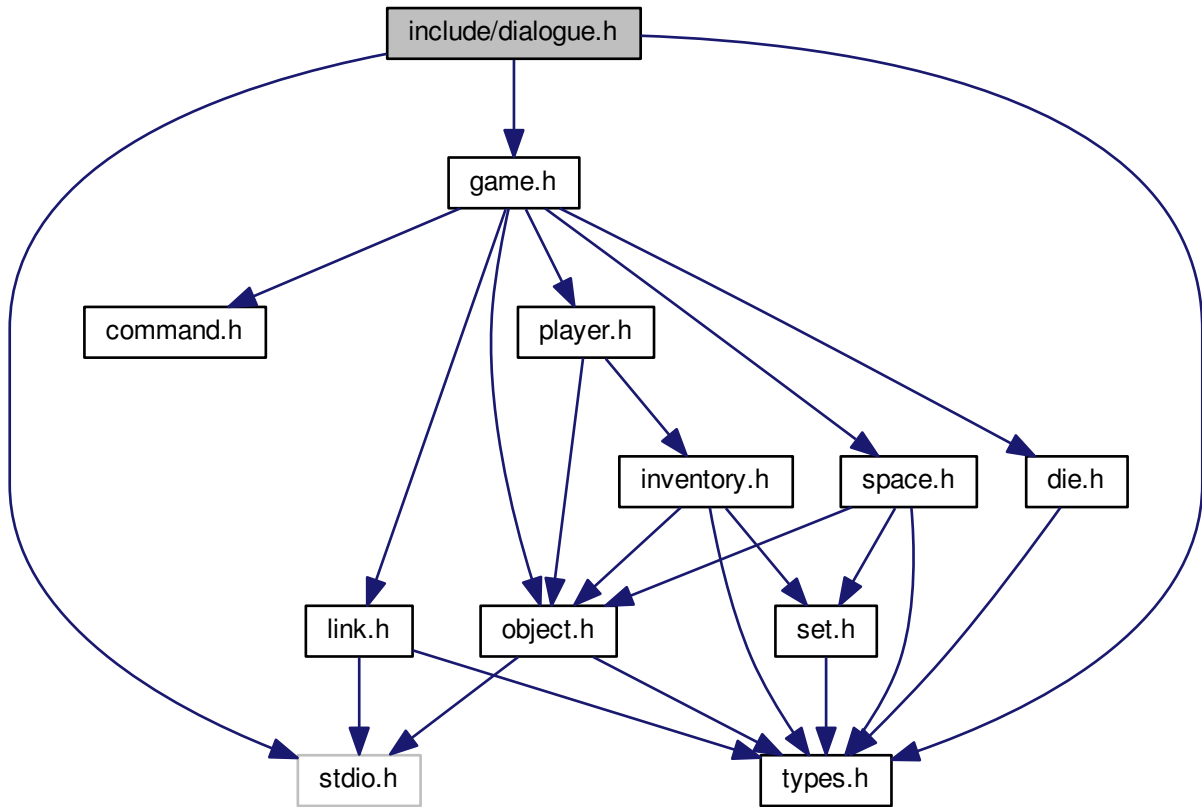 include/dialogue.h
game.h
command.h
player.h
inventory.h
space.h
die.h
link.h
object.h
set.h
stdio.h
types.h